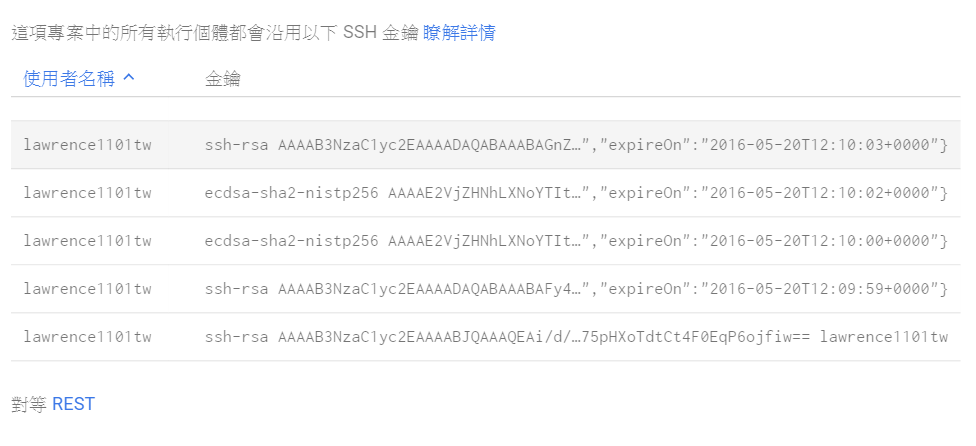 這項專案中的所有執行個體都會沿用以下 SSH 金鑰 瞭解詳情
使用者名稱 金鑰
lawrence1101tw ssh-rsa AAAAB3NzaC1yc2EAAAADAQABAAABAGnZ…","expireOn":"2016-05-20T12:10:03+0000"}
lawrence1101tw ecdsa-sha2-nistp256 AAAAE2VjZHNhLXNoYTIt…","expireOn":"2016-05-20T12:10:02+0000"}
lawrence1101tw ecdsa-sha2-nistp256 AAAAE2VjZHNhLXNoYTIt…","expireOn":"2016-05-20T12:10:00+0000"}
lawrence1101tw ssh-rsa AAAAB3NzaC1yc2EAAAADAQABAAABAFy4…","expireOn":"2016-05-20T12:09:59+0000"}
lawrence1101tw ssh-rsa AAAAB3NzaC1yc2EAAAABJQAAAQEAi/d/…75pHXoTdtCt4F0EqP6ojfiw== lawrence1101tw
對等 REST